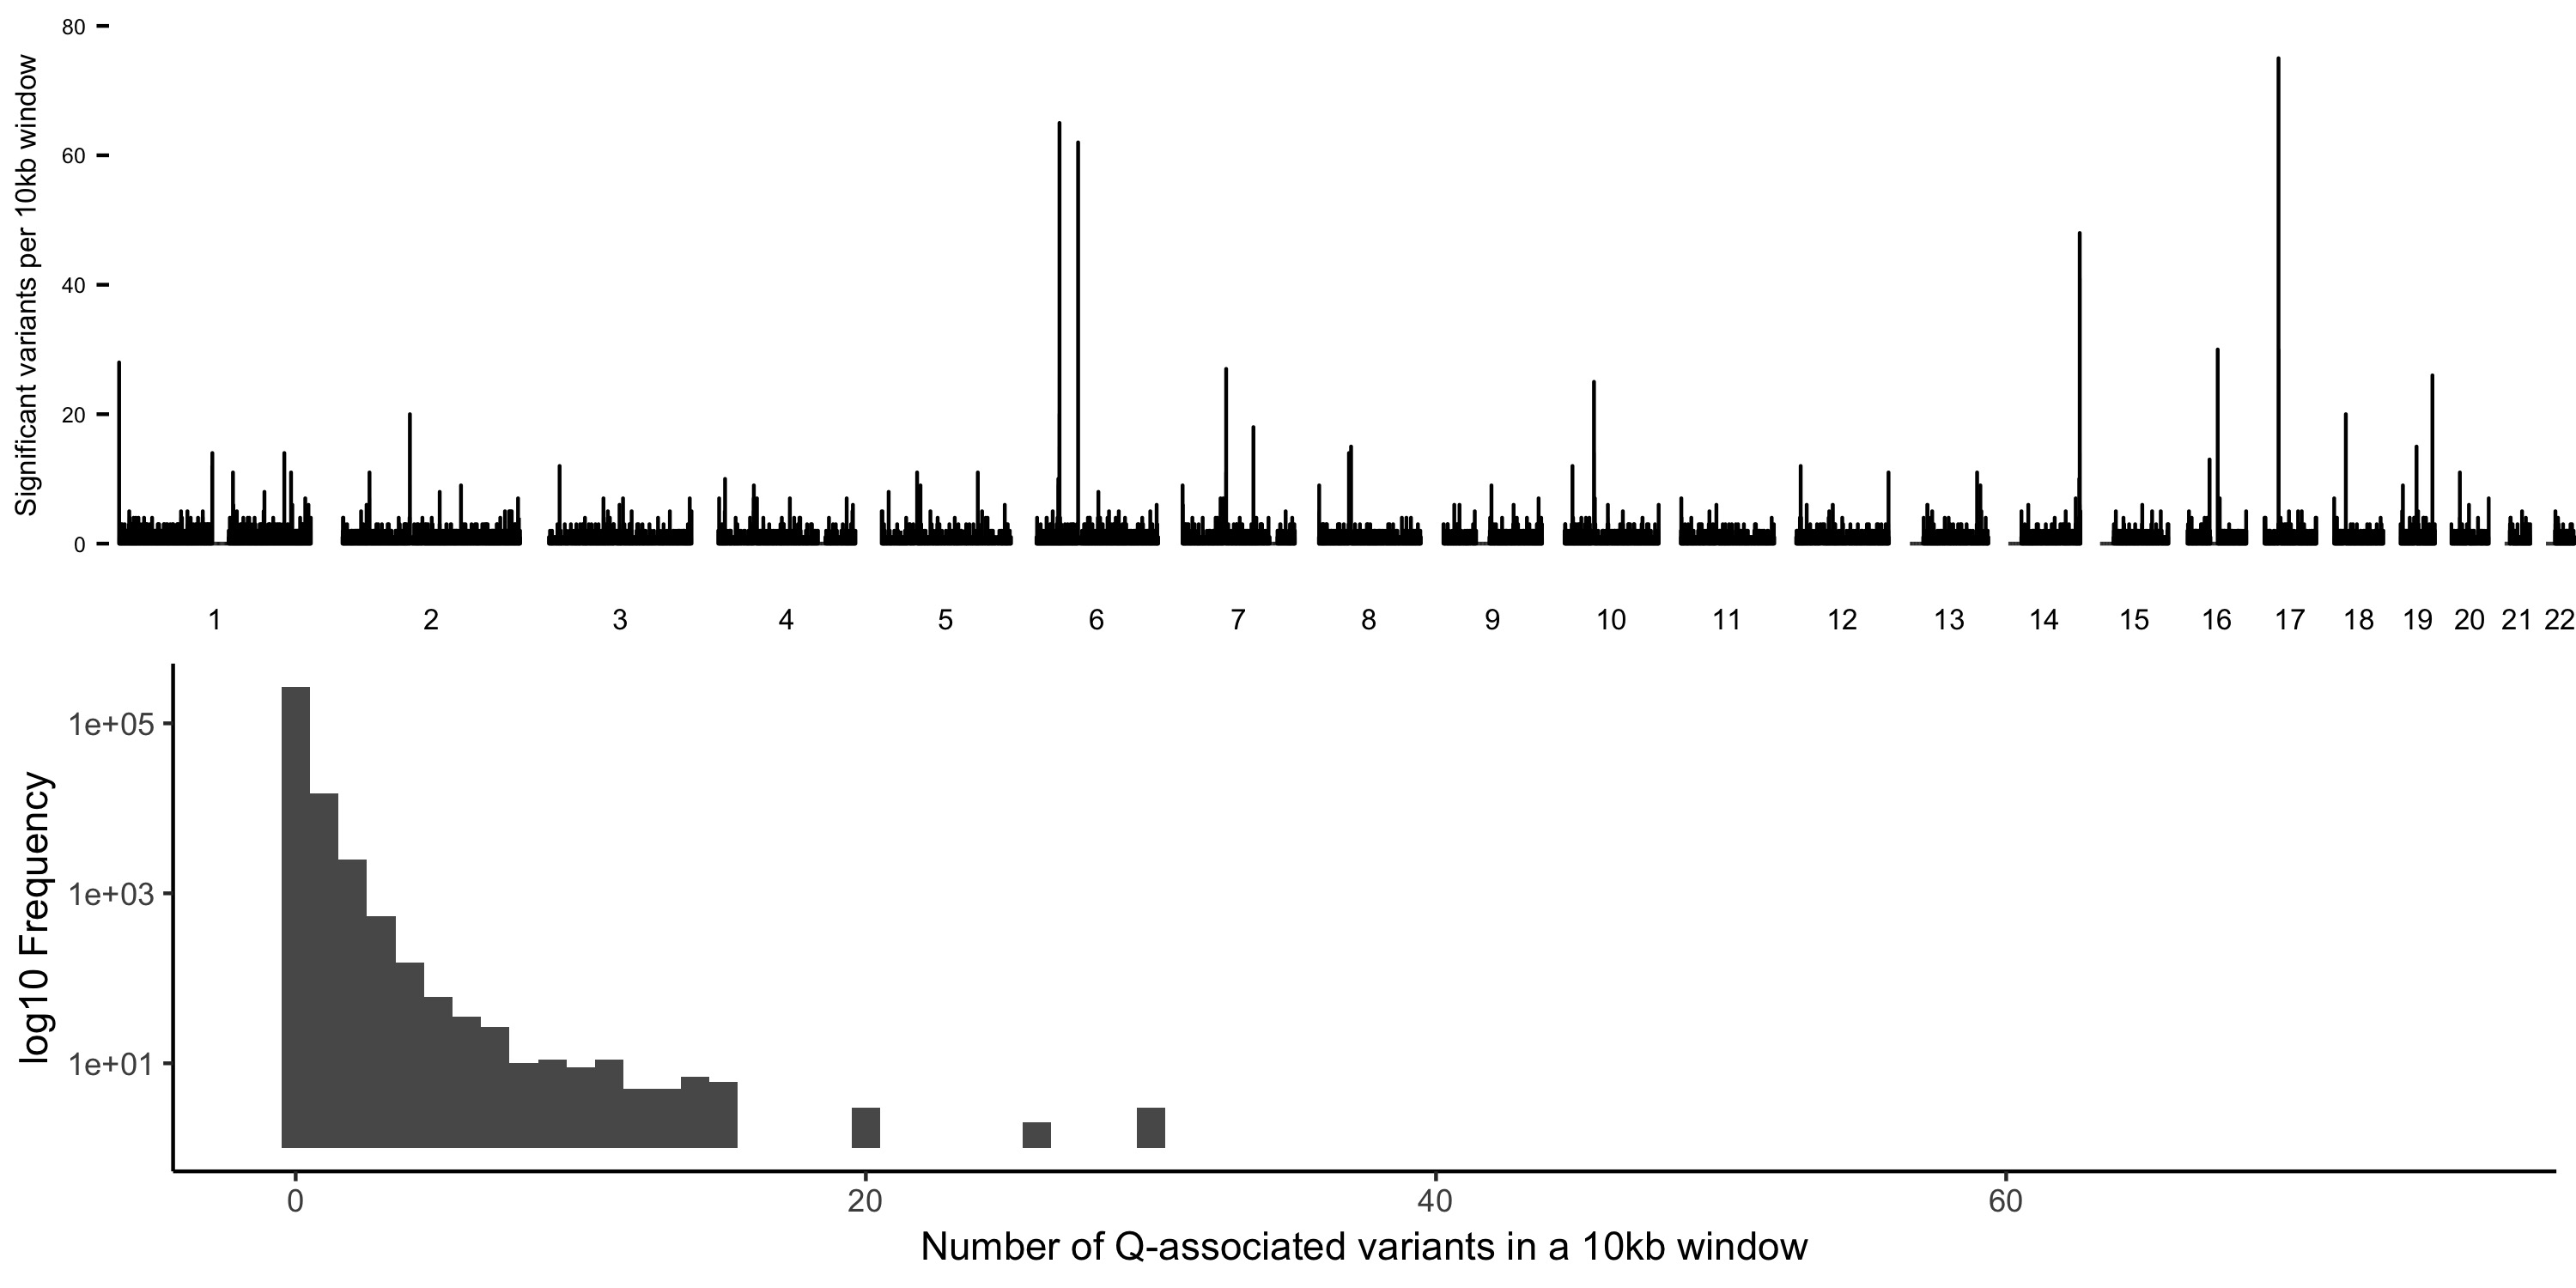 Significant variants per 10kb window
80
60
40
20
0
1 2 3 4 5 6 7 8 9 10 11 12 13 14 15 16 17 18 19 20 21 22
log10 Frequency
1e+05
1e+03
1e+01
0 20 40 60
Number of Q-associated variants in a 10kb window